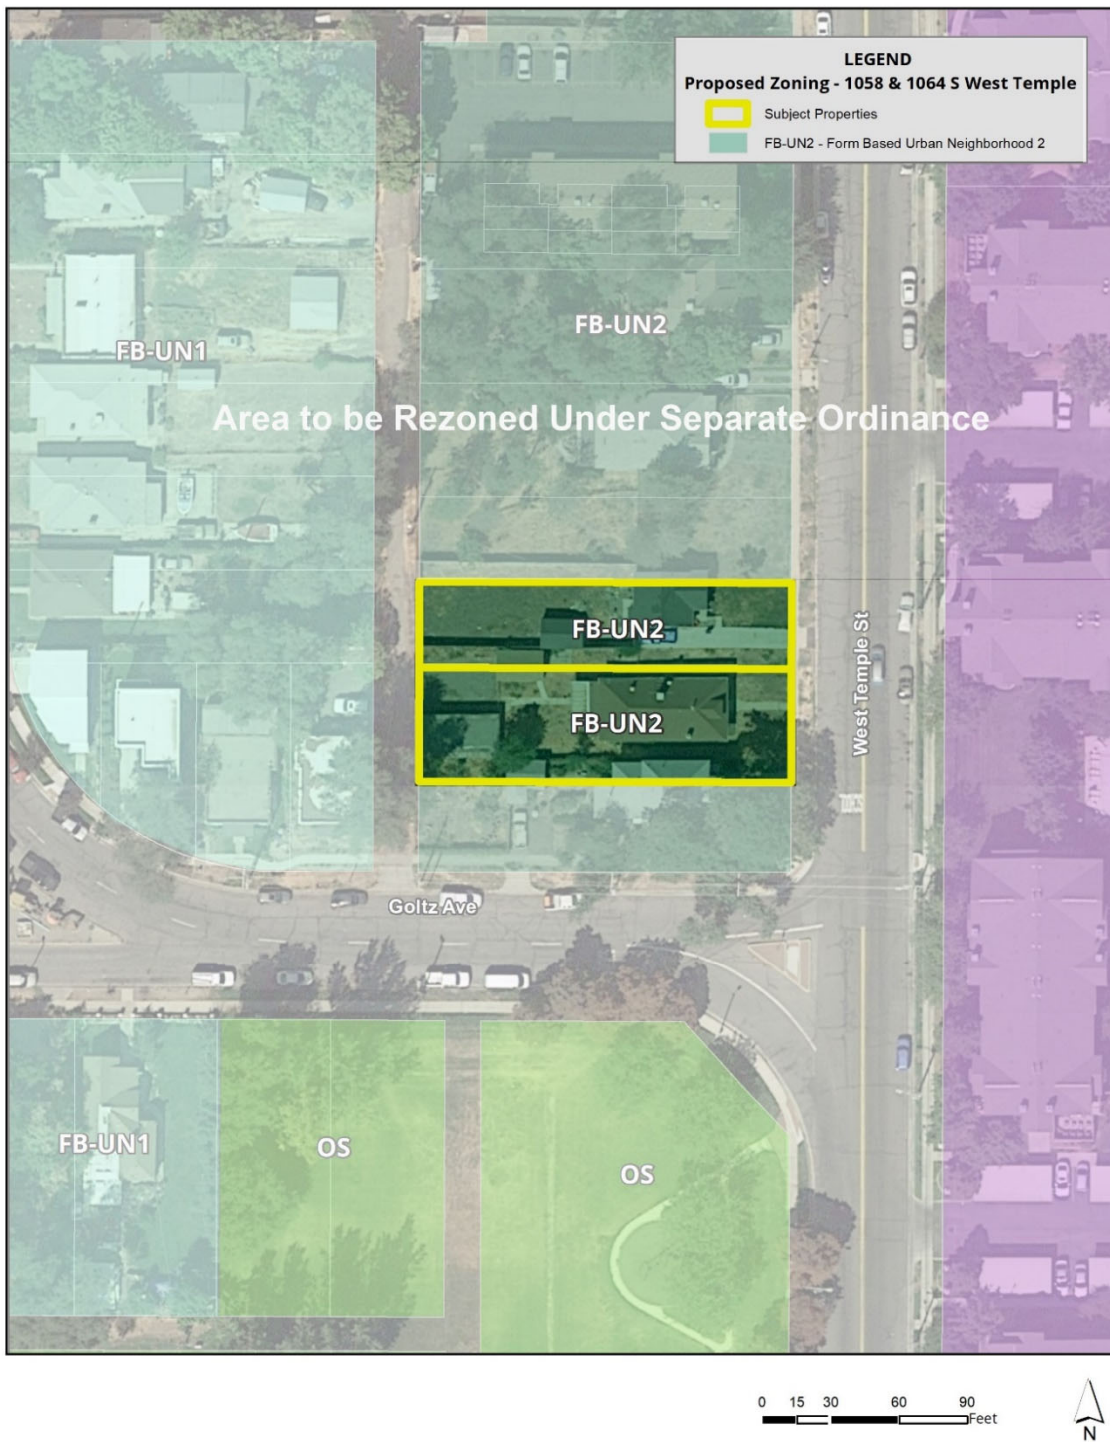 LEGEND
Proposed Zoning - 1058 & 1064 S West Temple
Subject Properties
FB-UN2 - Form Based Urban Neighborhood 2
FB-UN2
FB-UN1
Area to be Rezoned Under Separate Ordinance
FB-UN2
FB-UN2
West Temple St
Goltz Ave
FB-UN1
OS
OS
0 15 30 60 90
Feet
N